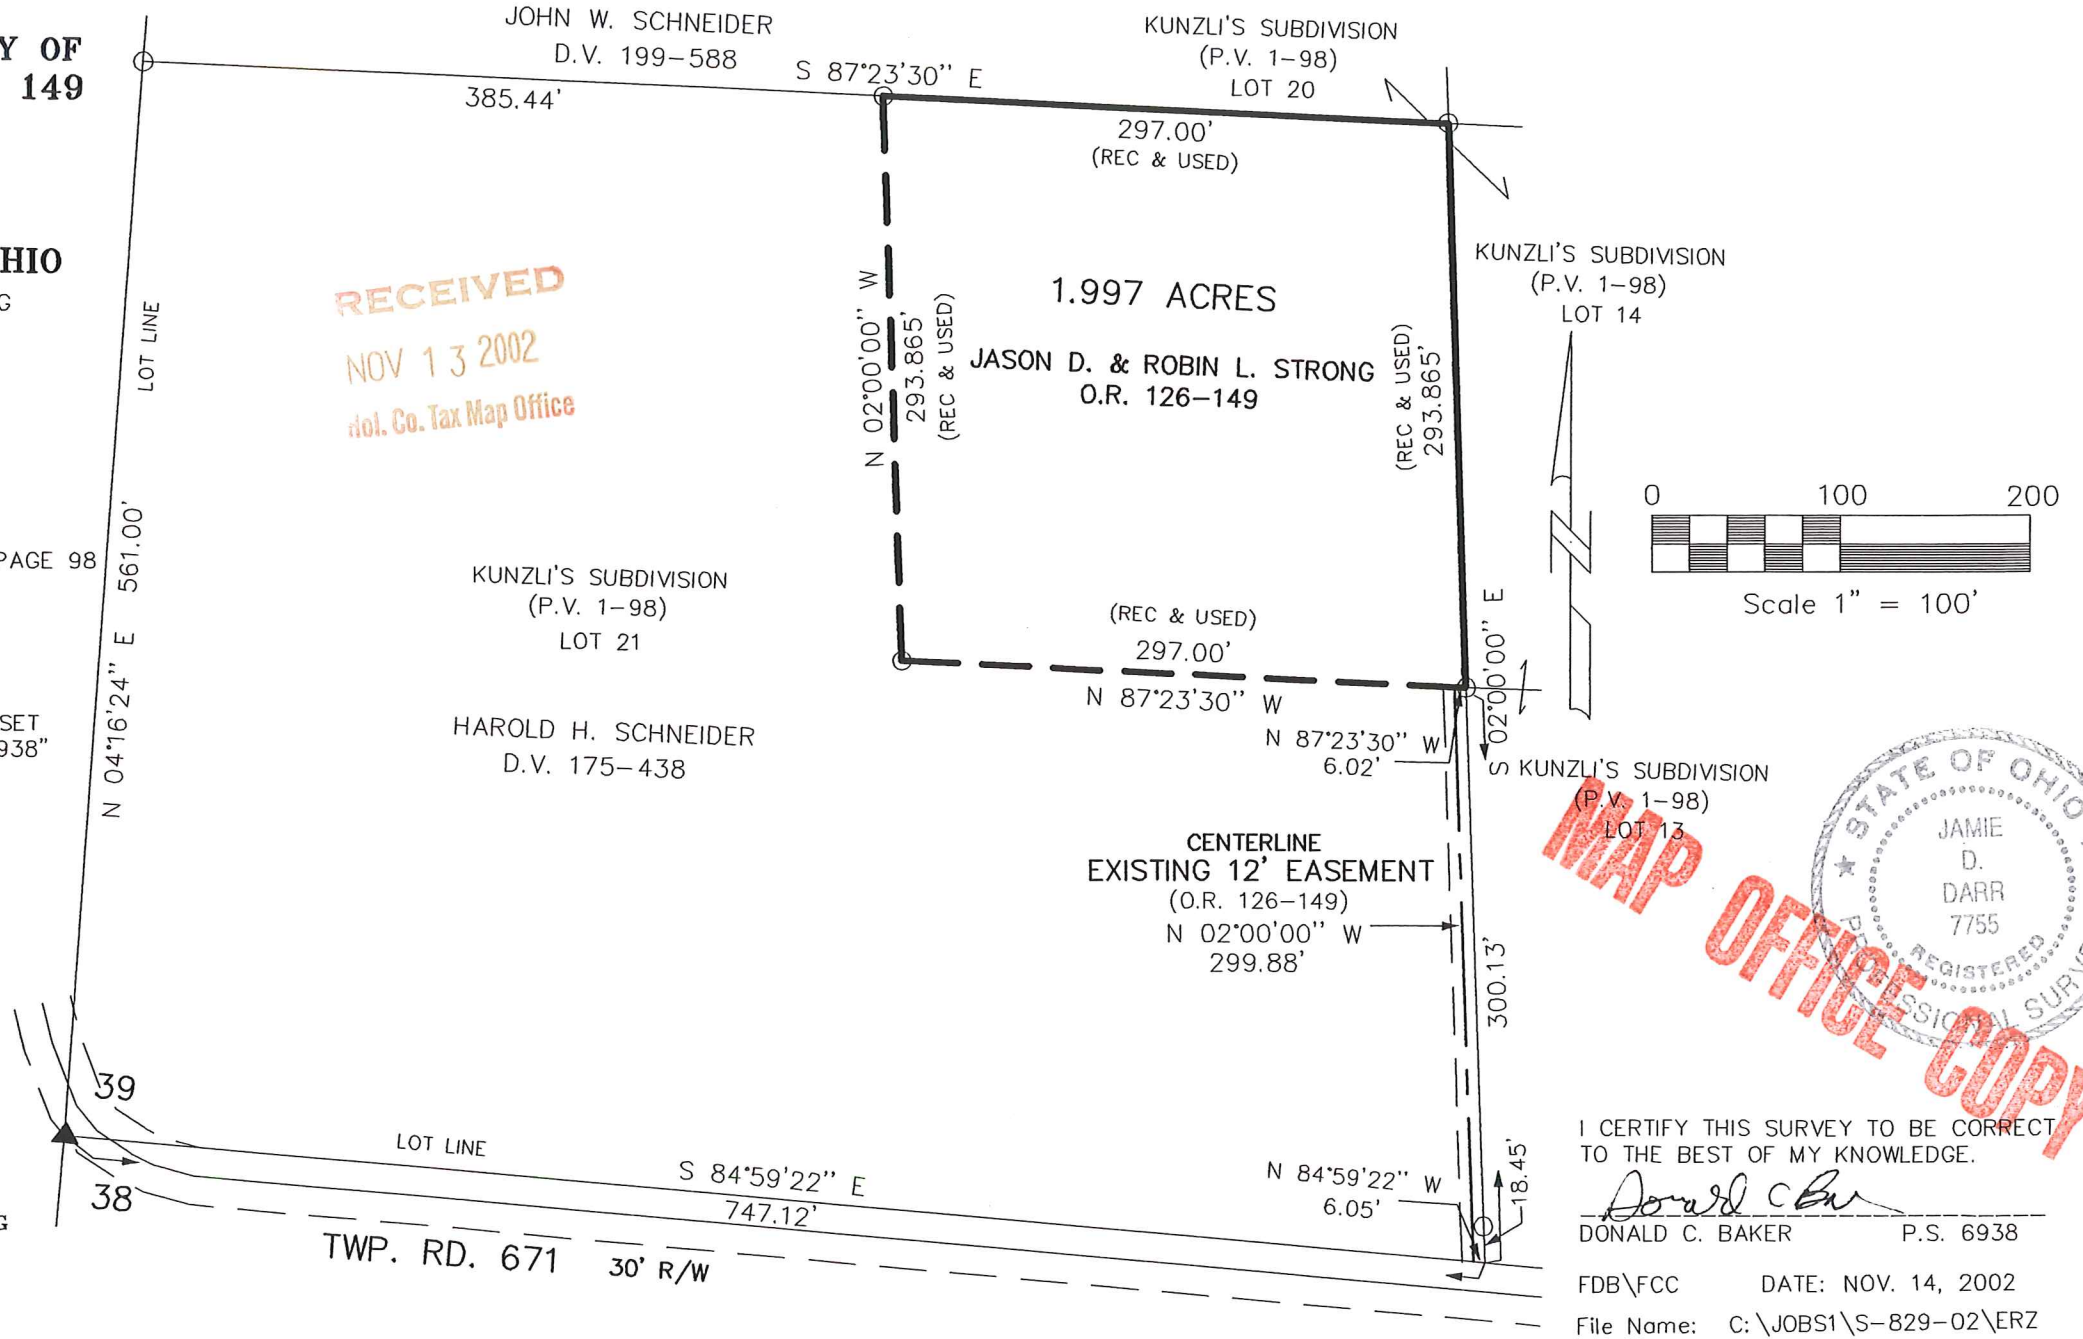 Y OF
149
HIO
G
PAGE 98
SET
938"
G
JOHN W. SCHNEIDER
D.V. 199-588
S 87°23'30" E
385.44'
KUNZLI'S SUBDIVISION
(P.V. 1-98)
LOT 20
297.00'
(REC & USED)
RECEIVED
NOV 13 2002
Hol. Co. Tax Map Office
LOT LINE
N 04°16'24" E 561.00'
N 02°00'00" W
293.865'
(REC & USED)
1.997 ACRES
JASON D. & ROBIN L. STRONG
O.R. 126-149
(REC & USED)
293.865'
KUNZLI'S SUBDIVISION
(P.V. 1-98)
LOT 14
N
0 100 200
Scale 1" = 100'
KUNZLI'S SUBDIVISION
(P.V. 1-98)
LOT 21
HAROLD H. SCHNEIDER
D.V. 175-438
(REC & USED)
297.00'
N 87°23'30" W
N 87°23'30" W
6.02'
S 02°00'00" E
300.13'
KUNZLI'S SUBDIVISION
(P.V. 1-98)
LOT 13
CENTERLINE
EXISTING 12' EASEMENT
(O.R. 126-149)
N 02°00'00" W
299.88'
MAP OFFICE COPY
STATE OF OHIO
JAMIE
D.
DARR
7755
REGISTERED
PROFESSIONAL SURVE
39
38
LOT LINE
S 84°59'22" E
747.12'
N 84°59'22" W
6.05'
18.45'
TWP. RD. 671 30' R/W
I CERTIFY THIS SURVEY TO BE CORRECT
TO THE BEST OF MY KNOWLEDGE.
Donald C Baker
DONALD C. BAKER P.S. 6938
FDB\FCC DATE: NOV. 14, 2002
File Name: C:\JOBS1\S-829-02\ERZ